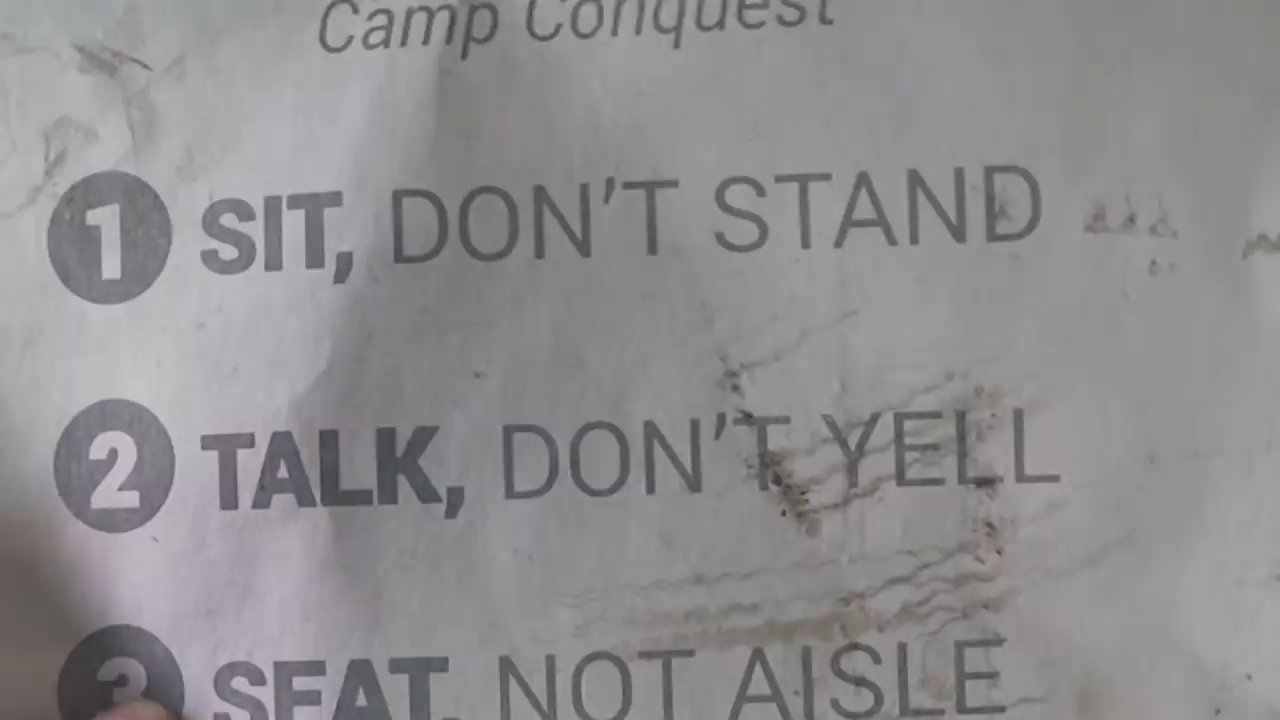 Camp Conquest
1 SIT, DON'T STAND
2 TALK, DON'T YELL
3 SEAT, NOT AISLE